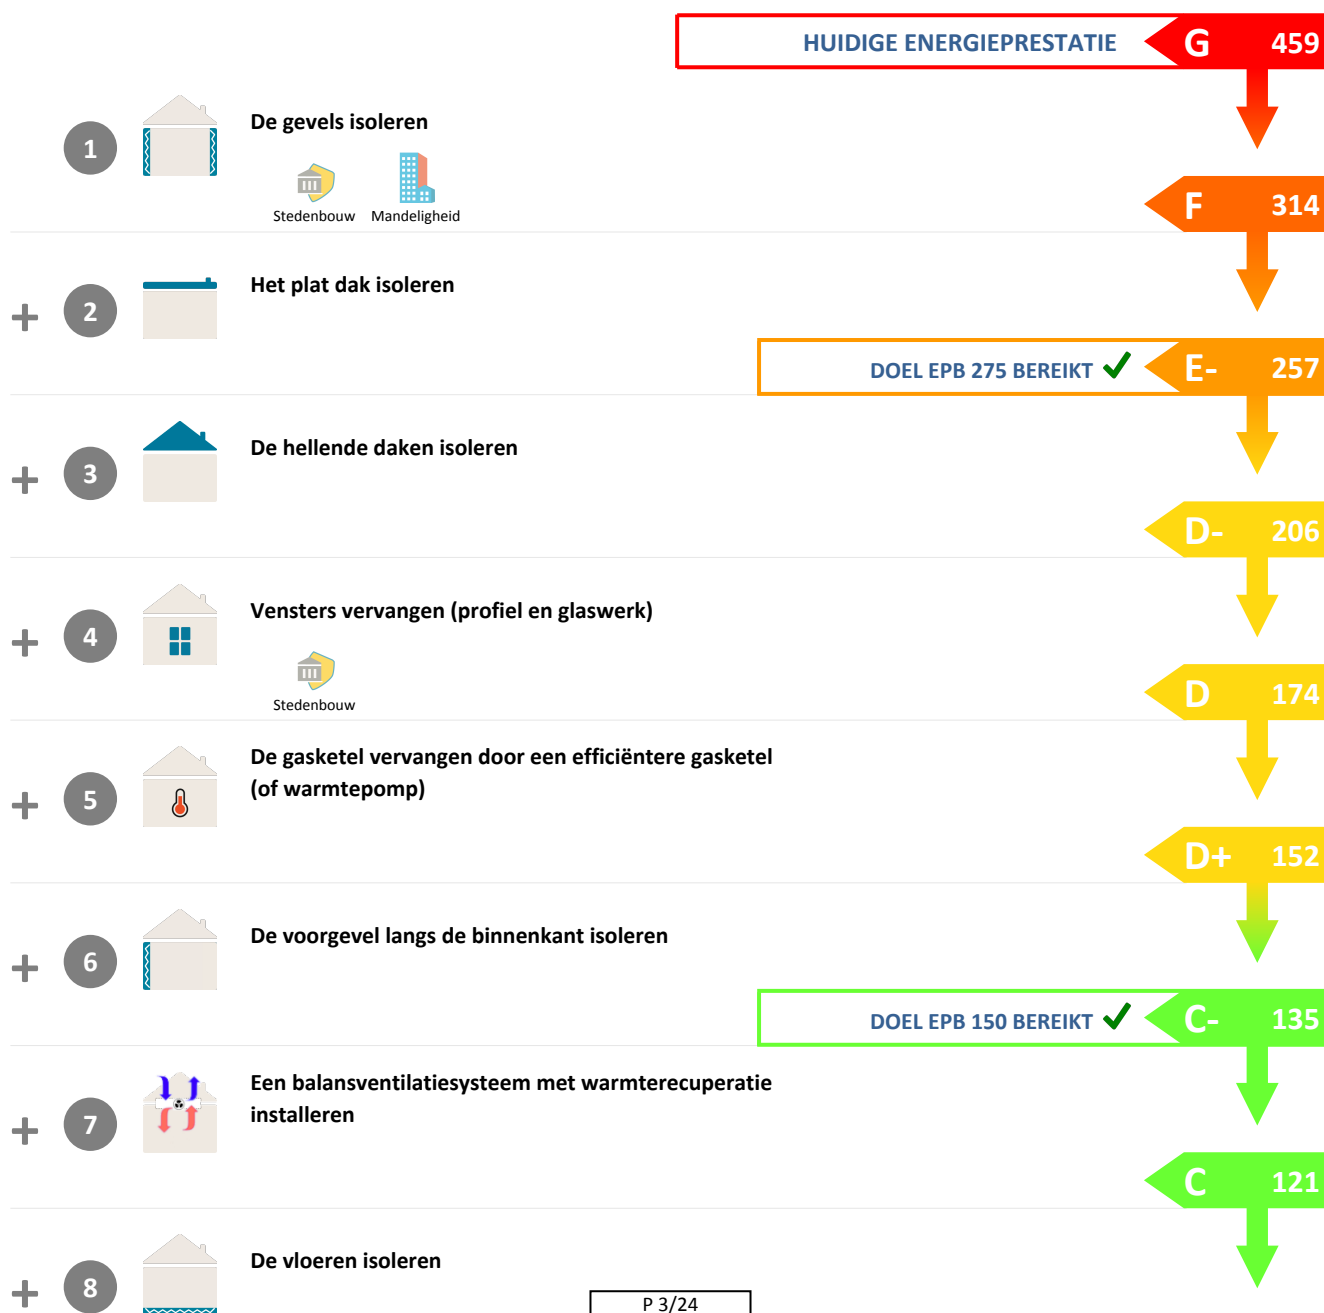 HUIDIGE ENERGIEPRESTATIE G 459
1 De gevels isoleren
Stedenbouw Mandeligheid
F 314
+ 2 Het plat dak isoleren
DOEL EPB 275 BEREIKT ✓ E- 257
+ 3 De hellende daken isoleren
D- 206
+ 4 Vensters vervangen (profiel en glaswerk)
Stedenbouw
D 174
+ 5 De gasketel vervangen door een efficiëntere gasketel
(of warmtepomp)
D+ 152
+ 6 De voorgevel langs de binnenkant isoleren
DOEL EPB 150 BEREIKT ✓ C- 135
+ 7 Een balansventilatiesysteem met warmterecuperatie
installeren
C 121
+ 8 De vloeren isoleren
P 3/24